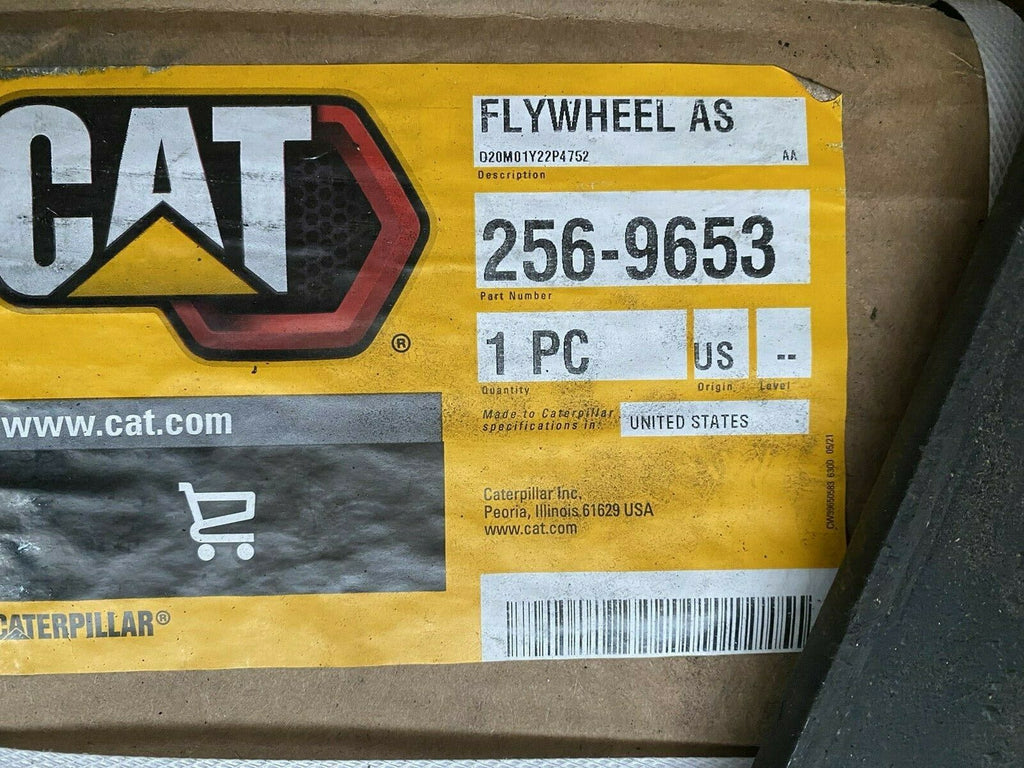 CAT
®
www.cat.com
CATERPILLAR®
FLYWHEEL AS
D20M01Y22P4752 AA
Description
256-9653
Part Number
1 PC US --
Quantity Origin Level
Made to Caterpillar
specifications in: UNITED STATES
Caterpillar Inc.
Peoria, Illinois 61629 USA
www.cat.com